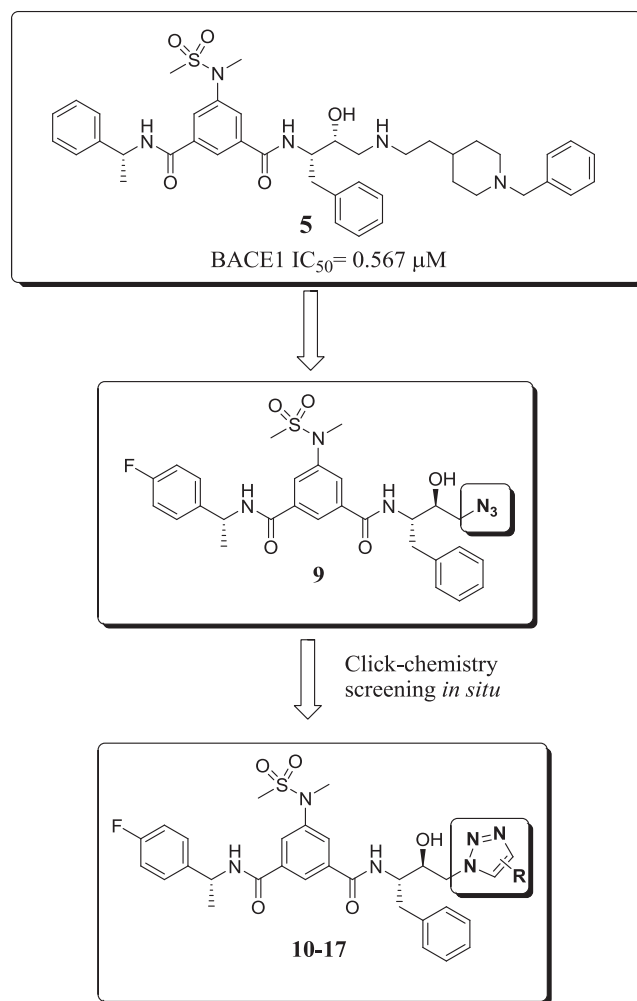 O O
S
N
OH
H
N
H
N
H
N
N
O
O
5
BACE1 IC50= 0.567 μM
O O
S
N
F
OH
H
N
H
N
N3
O
O
9
Click-chemistry
screening in situ
O O
S
N
F
OH
H
N
H
N
N N
N
R
O
O
10-17